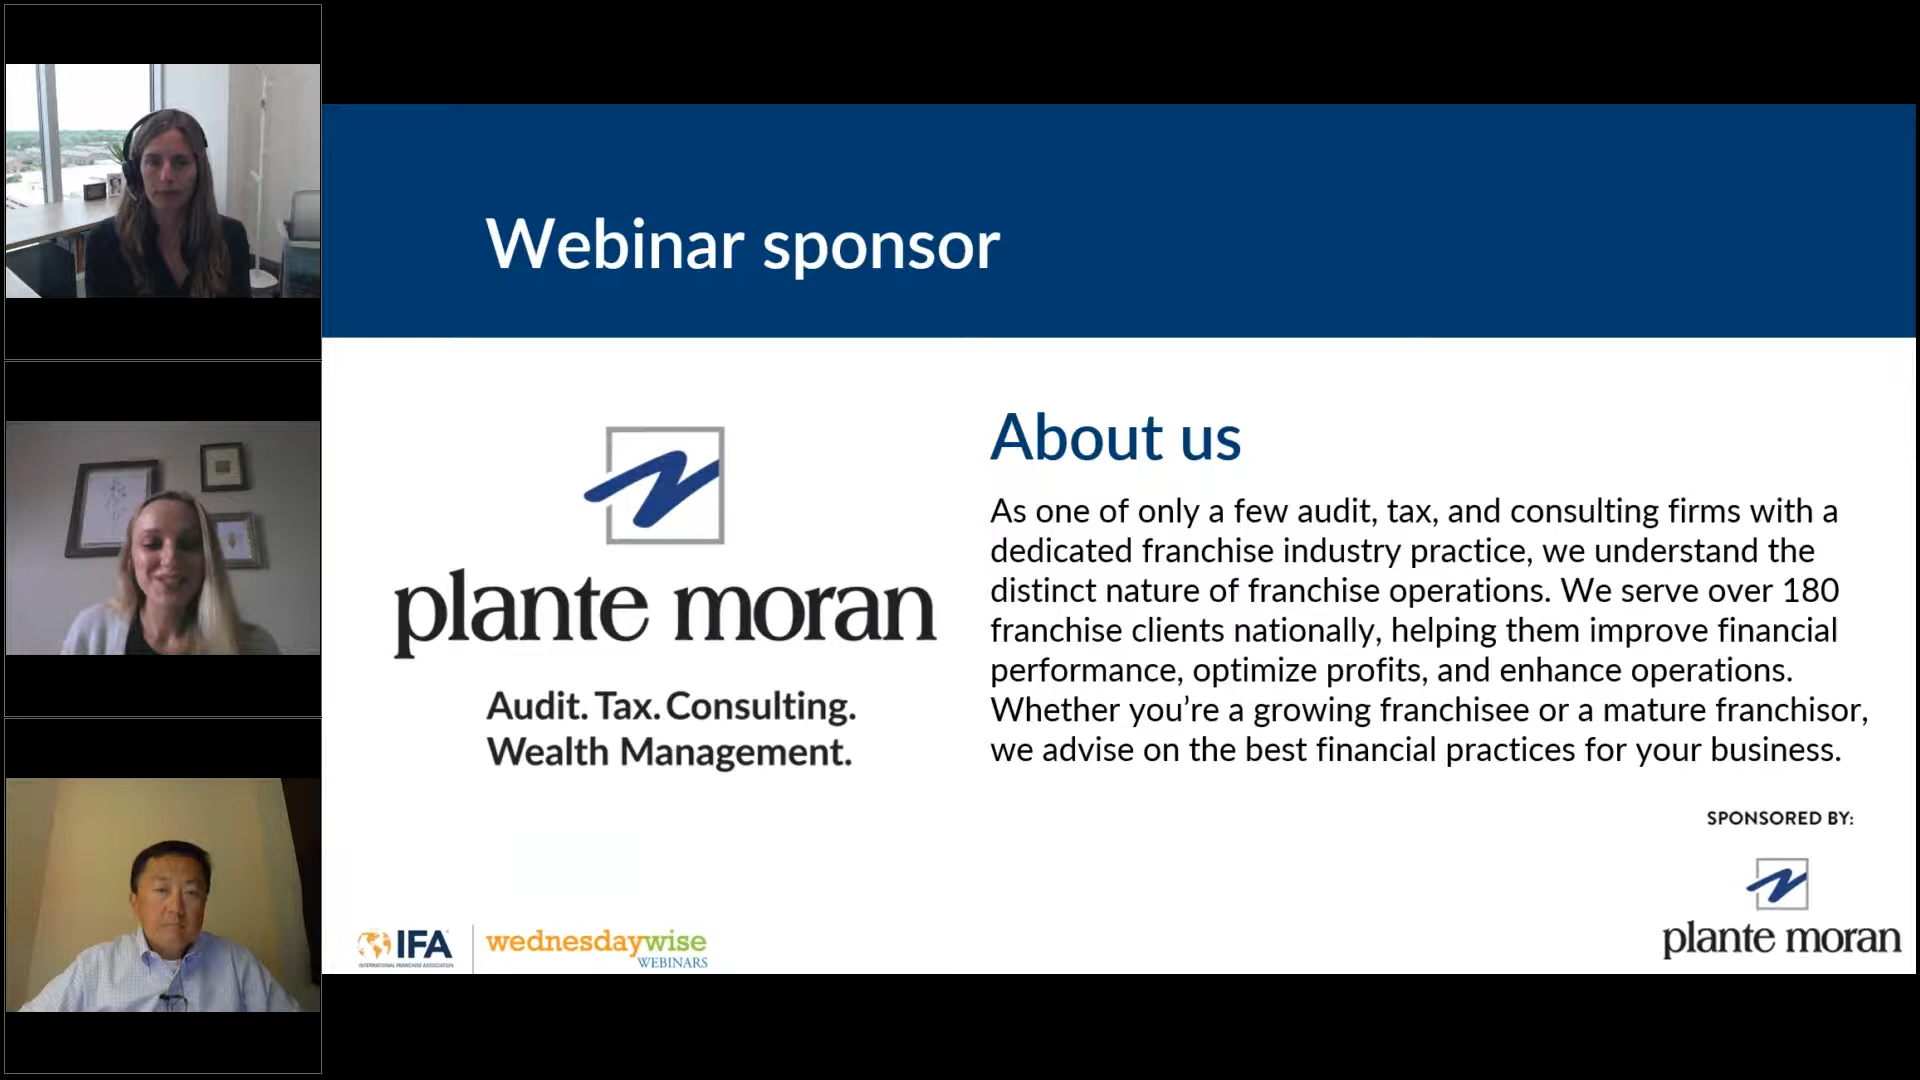 Webinar sponsor
plante moran
Audit. Tax. Consulting.
Wealth Management.
About us
As one of only a few audit, tax, and consulting firms with a
dedicated franchise industry practice, we understand the
distinct nature of franchise operations. We serve over 180
franchise clients nationally, helping them improve financial
performance, optimize profits, and enhance operations.
Whether you’re a growing franchisee or a mature franchisor,
we advise on the best financial practices for your business.
SPONSORED BY:
plante moran
IFA
INTERNATIONAL FRANCHISE ASSOCIATION
wednesdaywise
WEBINARS